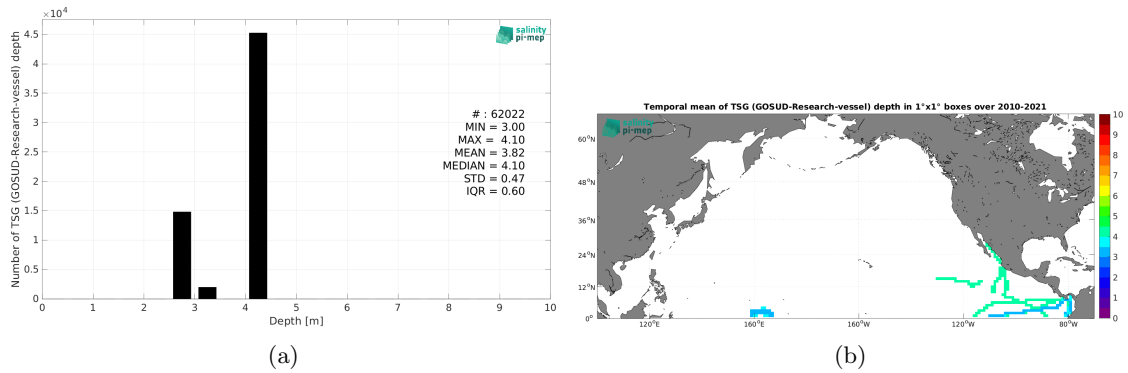 ×10⁴
salinity
pi-mep
4.5
4
3.5
3
2.5
2
1.5
1
0.5
0
Number of TSG (GOSUD-Research-vessel) depth
# : 62022
MIN = 3.00
MAX = 4.10
MEAN = 3.82
MEDIAN = 4.10
STD = 0.47
IQR = 0.60
0 1 2 3 4 5 6 7 8 9 10
Depth [m]
(a)
Temporal mean of TSG (GOSUD-Research-vessel) depth in 1°x1° boxes over 2010-2021
salinity
pi-mep
60°N
48°N
36°N
24°N
12°N
0°
120°E 160°E 160°W 120°W 80°W
10
9
8
7
6
5
4
3
2
1
0
(b)